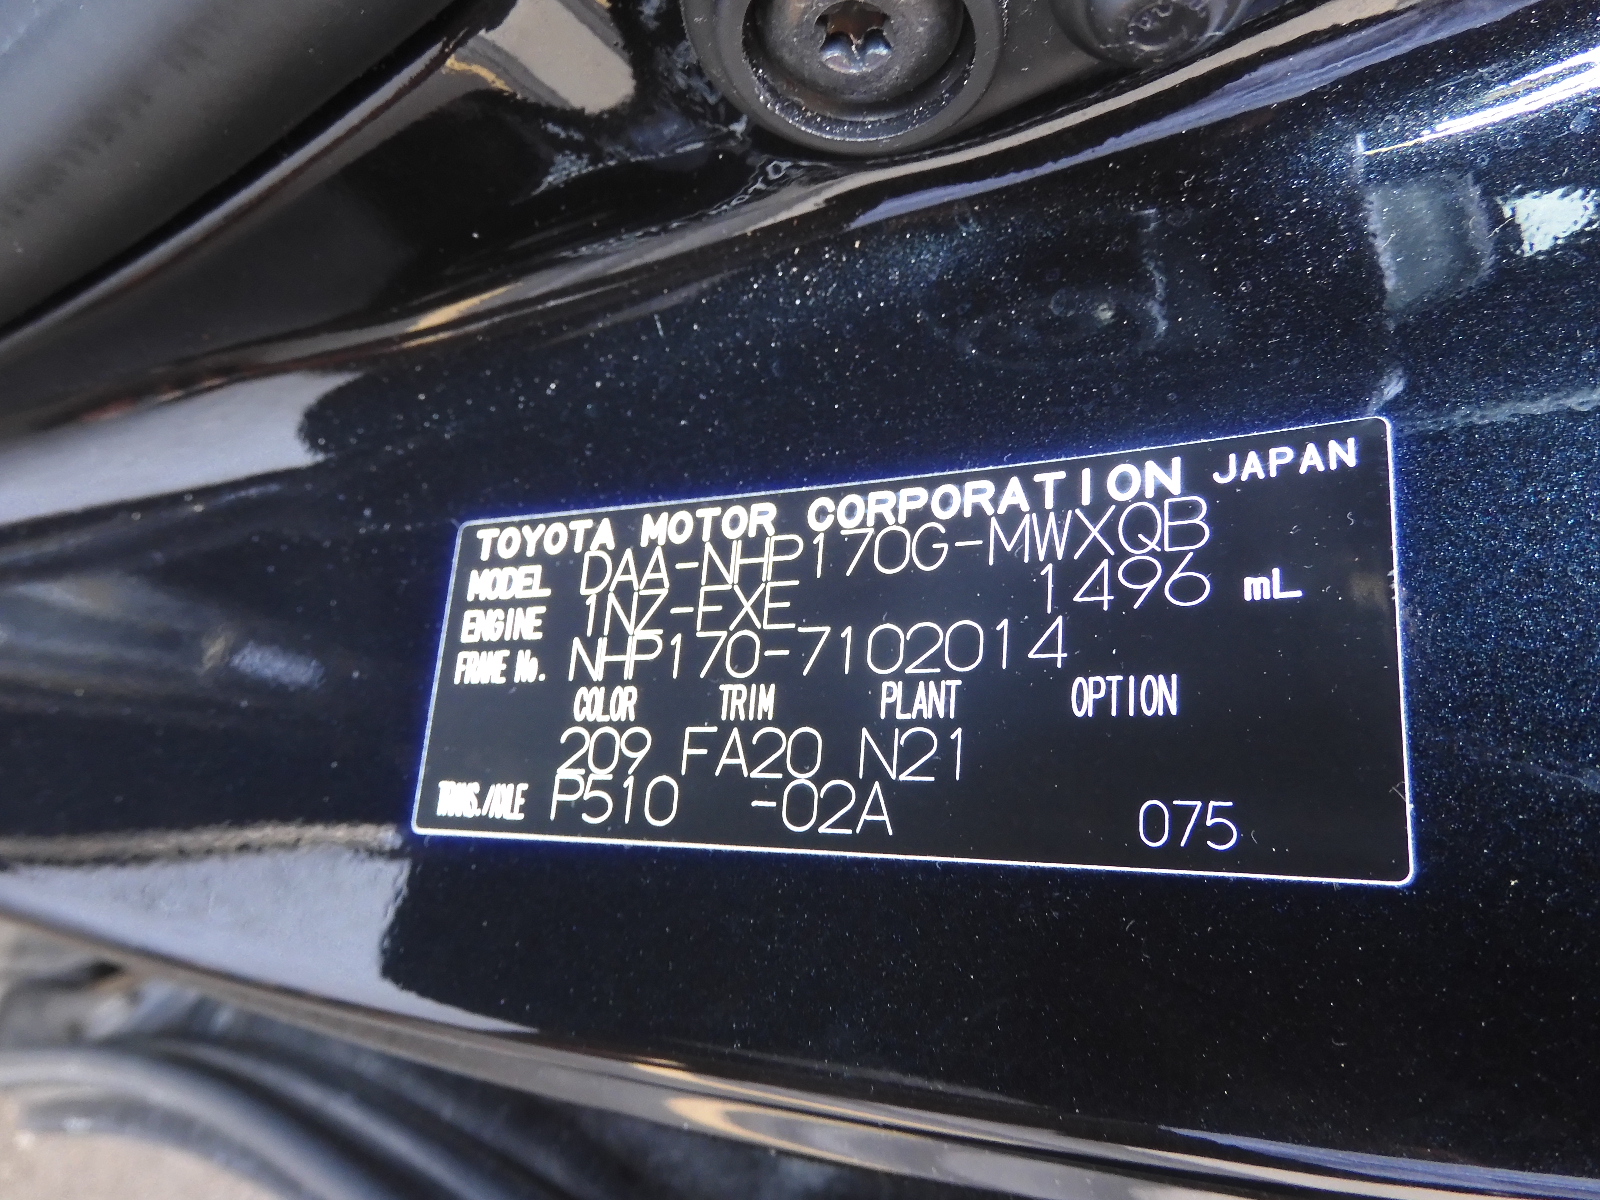 TOYOTA MOTOR CORPORATION JAPAN
MODEL DAA-NHP170G-MWXQB
ENGINE 1NZ-FXE 1496 mL
FRAME No. NHP170-7102014
COLOR TRIM PLANT OPTION
209 FA20 N21
TRANS./AXLE P510 -02A 075